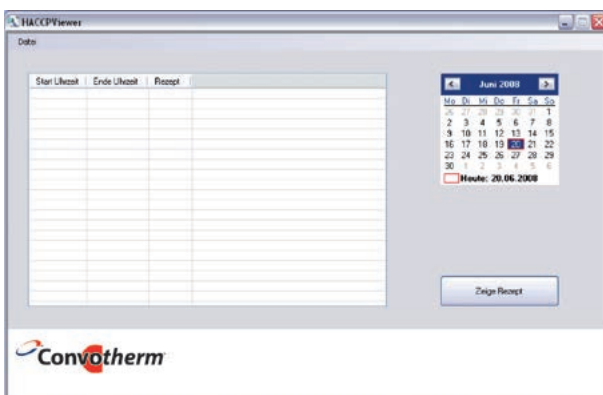 HACCPViewer
Datei
Start Uhrzeit Ende Uhrzeit Rezept
Juni 2008
Mo Di Mi Do Fr Sa So
26 27 28 29 30 31 1
2 3 4 5 6 7 8
9 10 11 12 13 14 15
16 17 18 19 20 21 22
23 24 25 26 27 28 29
30 1 2 3 4 5 6
Heute: 20.06.2008
Zeige Rezept
Convotherm